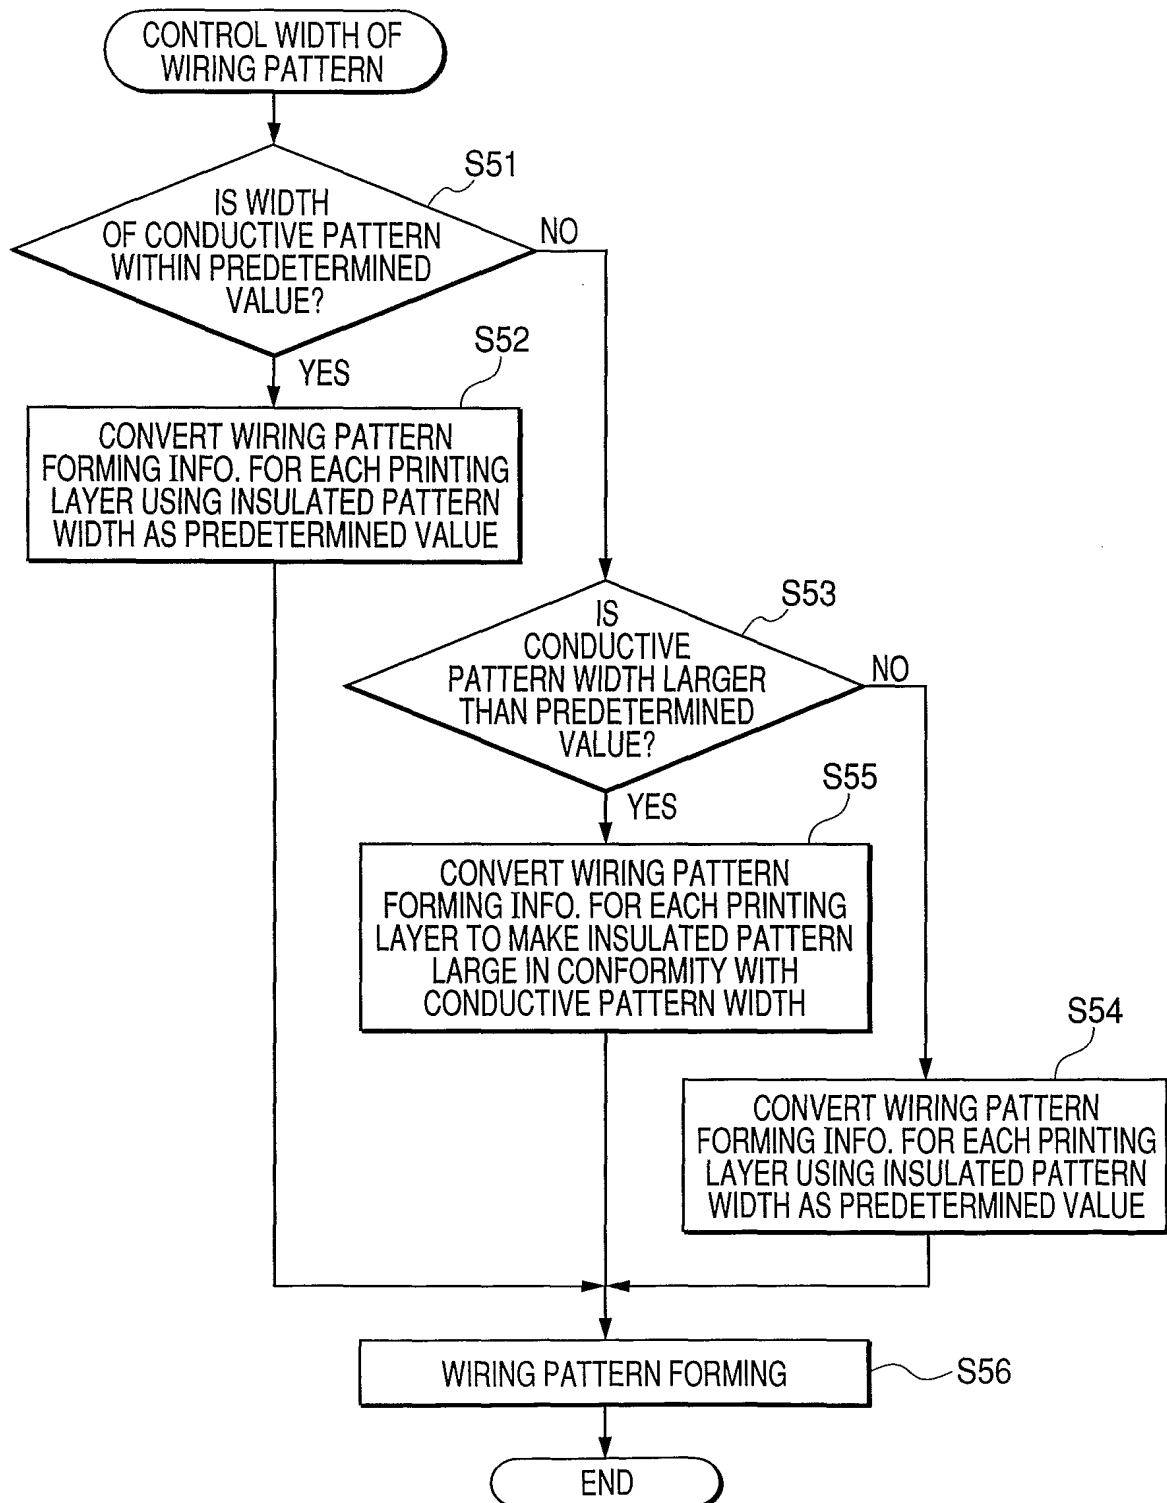 CONTROL WIDTH OF
WIRING PATTERN
S51
IS WIDTH
OF CONDUCTIVE PATTERN
WITHIN PREDETERMINED
VALUE?
NO
YES
S52
CONVERT WIRING PATTERN
FORMING INFO. FOR EACH PRINTING
LAYER USING INSULATED PATTERN
WIDTH AS PREDETERMINED VALUE
S53
IS
CONDUCTIVE
PATTERN WIDTH LARGER
THAN PREDETERMINED
VALUE?
NO
YES
S55
CONVERT WIRING PATTERN
FORMING INFO. FOR EACH PRINTING
LAYER TO MAKE INSULATED PATTERN
LARGE IN CONFORMITY WITH
CONDUCTIVE PATTERN WIDTH
S54
CONVERT WIRING PATTERN
FORMING INFO. FOR EACH PRINTING
LAYER USING INSULATED PATTERN
WIDTH AS PREDETERMINED VALUE
WIRING PATTERN FORMING
S56
END